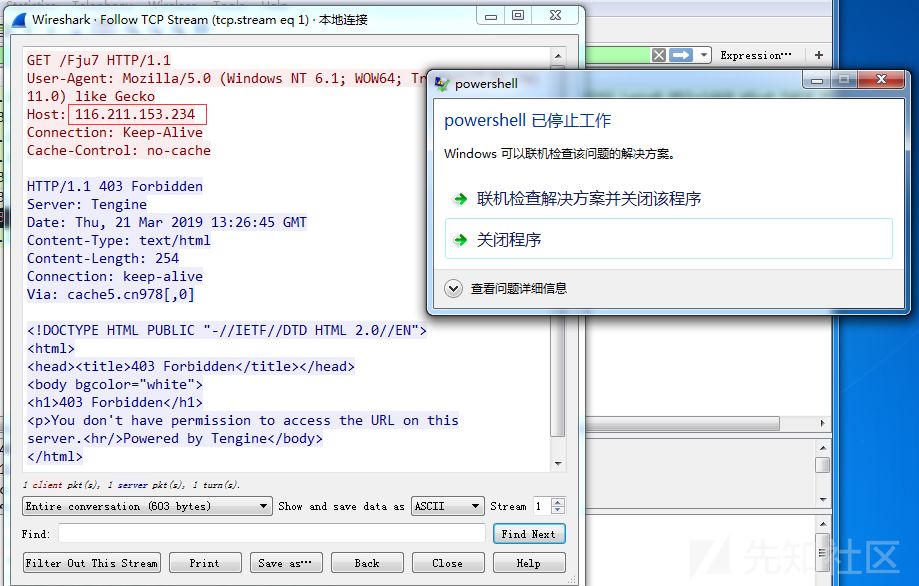 Wireshark · Follow TCP Stream (tcp.stream eq 1) · 本地连接
GET /Fju7 HTTP/1.1
User-Agent: Mozilla/5.0 (Windows NT 6.1; WOW64;
11.0) like Gecko
Host: 116.211.153.234
Connection: Keep-Alive
Cache-Control: no-cache
HTTP/1.1 403 Forbidden
Server: Tengine
Date: Thu, 21 Mar 2019 13:26:45 GMT
Content-Type: text/html
Content-Length: 254
Connection: keep-alive
Via: cache5.cn978[,0]
<!DOCTYPE HTML PUBLIC "-//IETF//DTD HTML 2.0//EN">
<html>
<head><title>403 Forbidden</title></head>
<body bgcolor="white">
<h1>403 Forbidden</h1>
<p>You don't have permission to access the URL on this
server.<hr/>Powered by Tengine</body>
</html>
1 client pkt(s), 1 server pkt(s), 1 turn(s).
Entire conversation (603 bytes) Show and save data as ASCII Stream 1
Find: Find Next
Filter Out This Stream Print Save as… Back Close Help
Expression… +
powershell
powershell 已停止工作
Windows 可以联机检查该问题的解决方案。
联机检查解决方案并关闭该程序
关闭程序
查看问题详细信息
先知社区